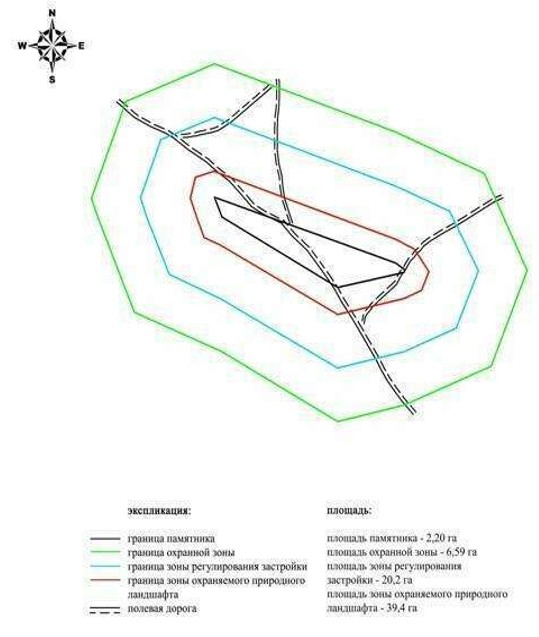 N
W E
S
экспликация:
граница памятника
граница охранной зоны
граница зоны регулирования застройки
граница зоны охраняемого природного
ландшафта
полевая дорога
площадь:
площадь памятника - 2,20 га
площадь охранной зоны - 6,59 га
площадь зоны регулирования
застройки - 20,2 га
площадь зоны охраняемого природного
ландшафта - 39,4 га